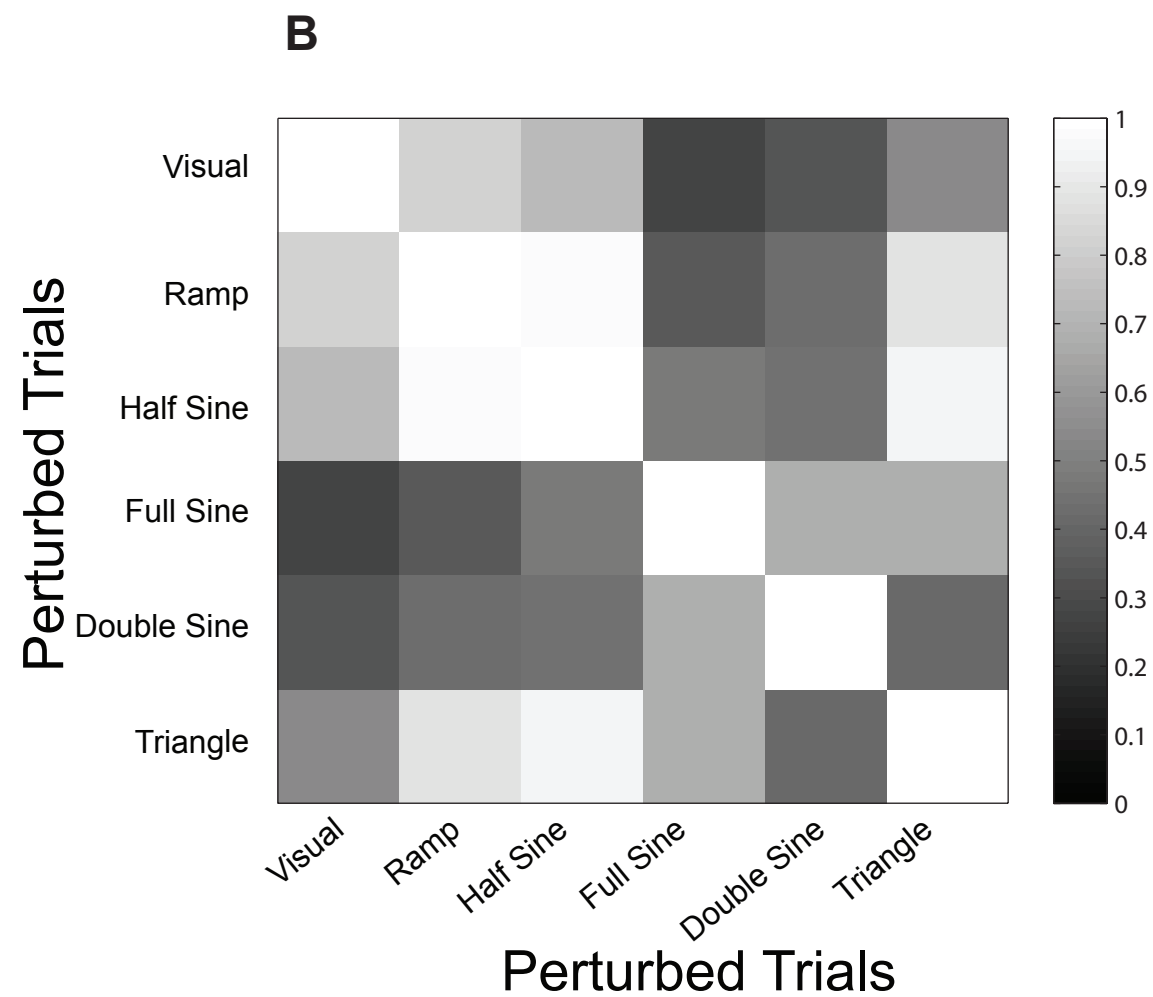 B
Perturbed Trials
Visual
Ramp
Half Sine
Full Sine
Double Sine
Triangle
1
0.9
0.8
0.7
0.6
0.5
0.4
0.3
0.2
0.1
0
Visual
Ramp
Half Sine
Full Sine
Double Sine
Triangle
Perturbed Trials